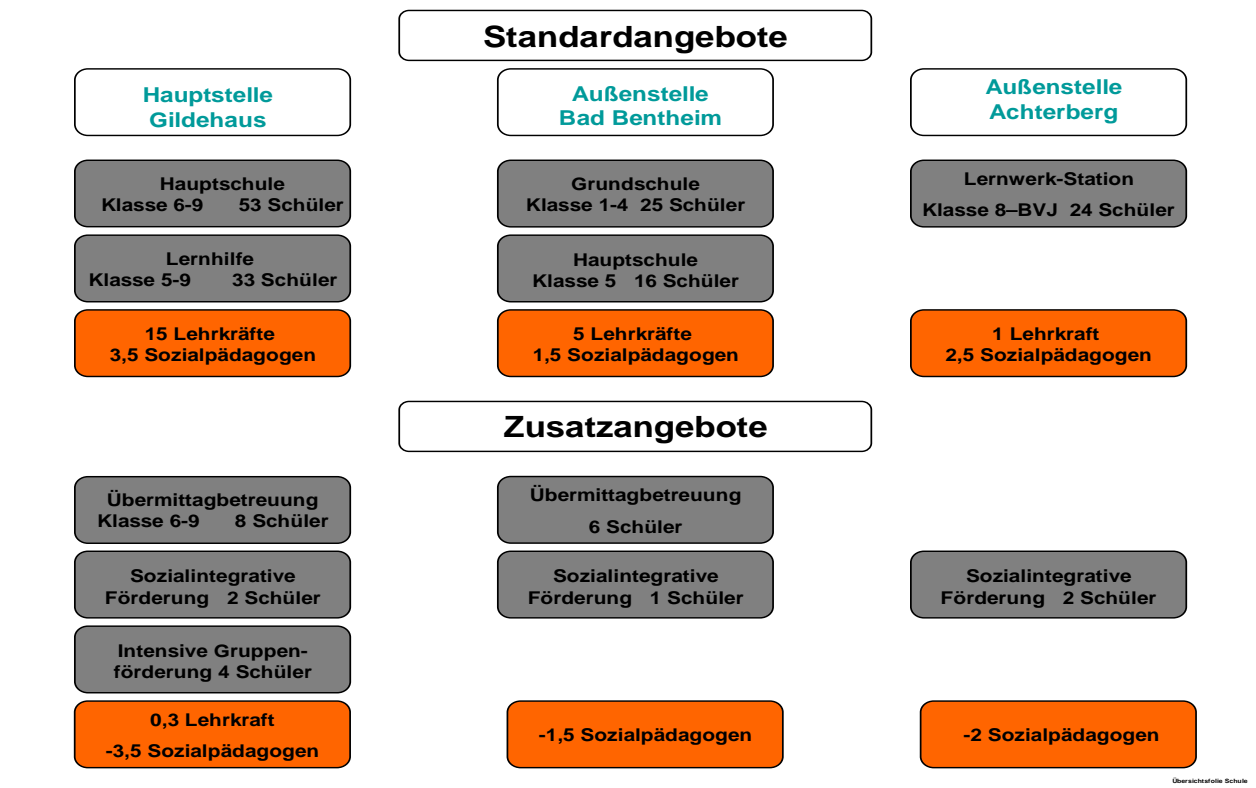 Standardangebote
Hauptstelle
Gildehaus
Außenstelle
Bad Bentheim
Außenstelle
Achterberg
Hauptschule
Klasse 6-9 53 Schüler
Grundschule
Klasse 1-4 25 Schüler
Lernwerk-Station
Klasse 8–BVJ 24 Schüler
Lernhilfe
Klasse 5-9 33 Schüler
Hauptschule
Klasse 5 16 Schüler
15 Lehrkräfte
3,5 Sozialpädagogen
5 Lehrkräfte
1,5 Sozialpädagogen
1 Lehrkraft
2,5 Sozialpädagogen
Zusatzangebote
Übermittagbetreuung
Klasse 6-9 8 Schüler
Übermittagbetreuung
6 Schüler
Sozialintegrative
Förderung 2 Schüler
Sozialintegrative
Förderung 1 Schüler
Sozialintegrative
Förderung 2 Schüler
Intensive Gruppen-
förderung 4 Schüler
0,3 Lehrkraft
-3,5 Sozialpädagogen
-1,5 Sozialpädagogen
-2 Sozialpädagogen
Übersichtsfolie Schule